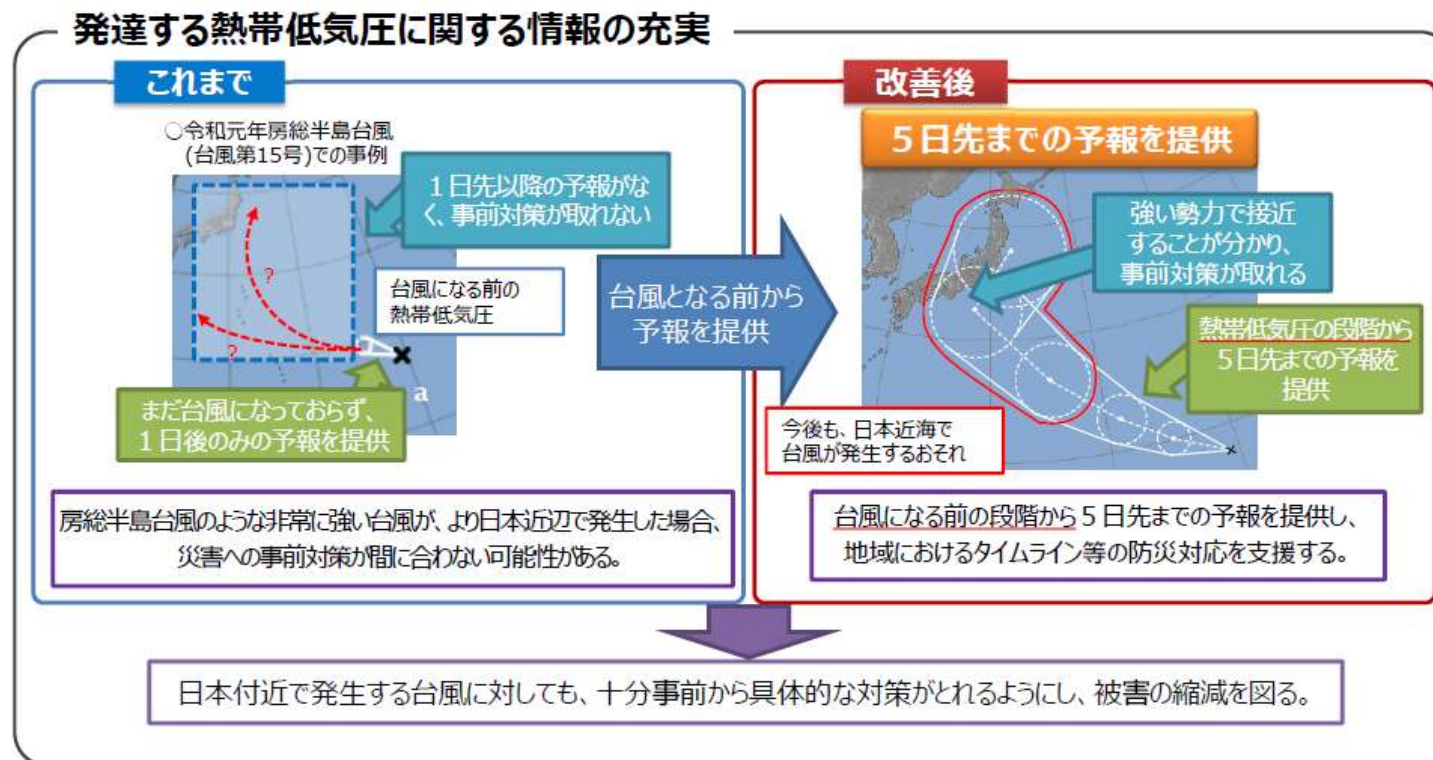 発達する熱帯低気圧に関する情報の充実
これまで
○令和元年房総半島台風
(台風第15号)での事例
１日先以降の予報がな
く、事前対策が取れない
?
?
台風になる前の
熱帯低気圧
a
まだ台風になっておらず、
１日後のみの予報を提供
房総半島台風のような非常に強い台風が、より日本近辺で発生した場合、
災害への事前対策が間に合わない可能性がある。
台風となる前から
予報を提供
改善後
５日先までの予報を提供
強い勢力で接近
することが分かり、
事前対策が取れる
熱帯低気圧の段階から
５日先までの予報を
提供
今後も、日本近海で
台風が発生するおそれ
台風になる前の段階から５日先までの予報を提供し、
地域におけるタイムライン等の防災対応を支援する。
日本付近で発生する台風に対しても、十分事前から具体的な対策がとれるようにし、被害の縮減を図る。